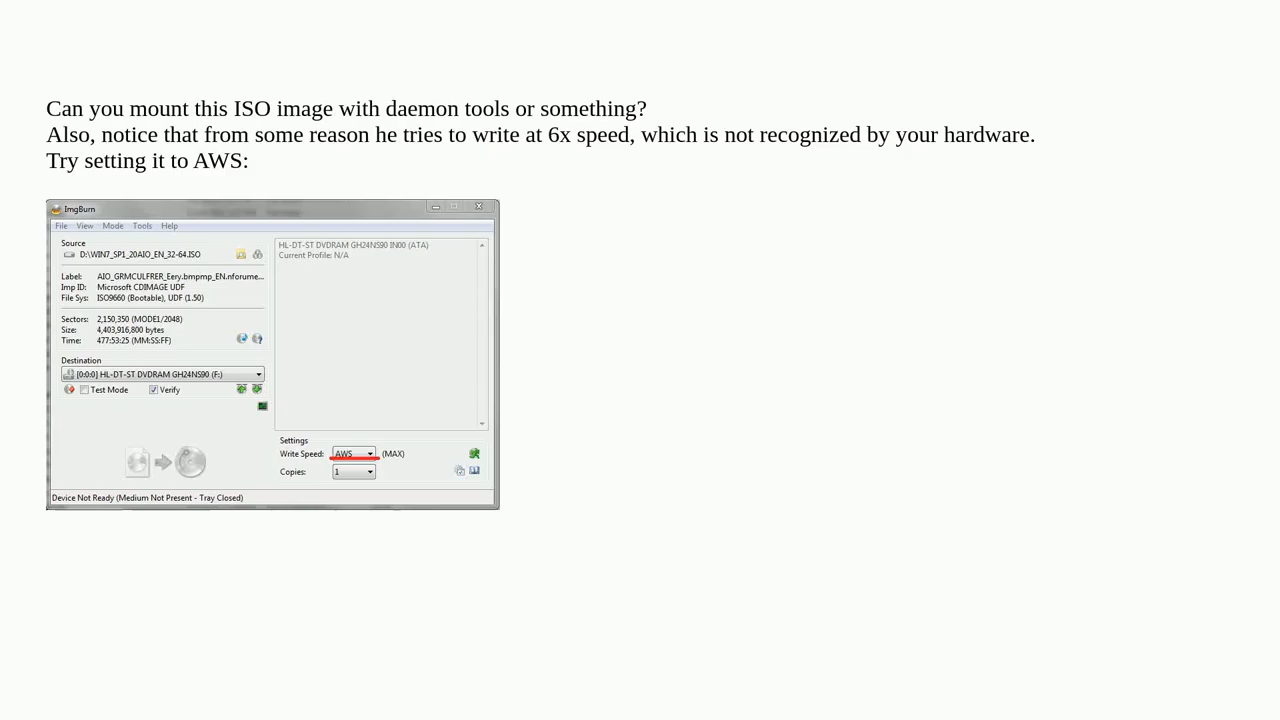 Can you mount this ISO image with daemon tools or something?
Also, notice that from some reason he tries to write at 6x speed, which is not recognized by your hardware.
Try setting it to AWS:
ImgBurn
File View Mode Tools Help
Source
D:\WIN7_SP1_20AIO_EN_32-64.ISO
Label: AIO_GRMCULFRER_Eery.bmpmp_EN.nforume...
Imp ID: Microsoft CDIMAGE UDF
File Sys: ISO9660 (Bootable), UDF (1.50)
Sectors: 2,150,350 (MODE1/2048)
Size: 4,403,916,800 bytes
Time: 477:53:25 (MM:SS:FF)
Destination
[0:0:0] HL-DT-ST DVDRAM GH24NS90 (F:)
Test Mode Verify
HL-DT-ST DVDRAM GH24NS90 IN00 (ATA)
Current Profile: N/A
Settings
Write Speed: AWS (MAX)
Copies: 1
Device Not Ready (Medium Not Present - Tray Closed)